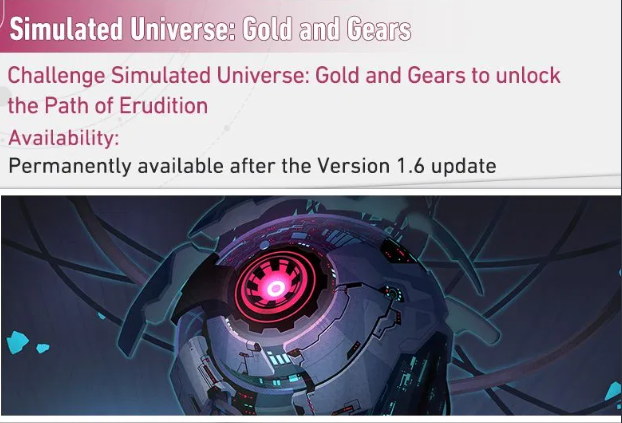 Simulated Universe: Gold and Gears
Challenge Simulated Universe: Gold and Gears to unlock
the Path of Erudition
Availability:
Permanently available after the Version 1.6 update